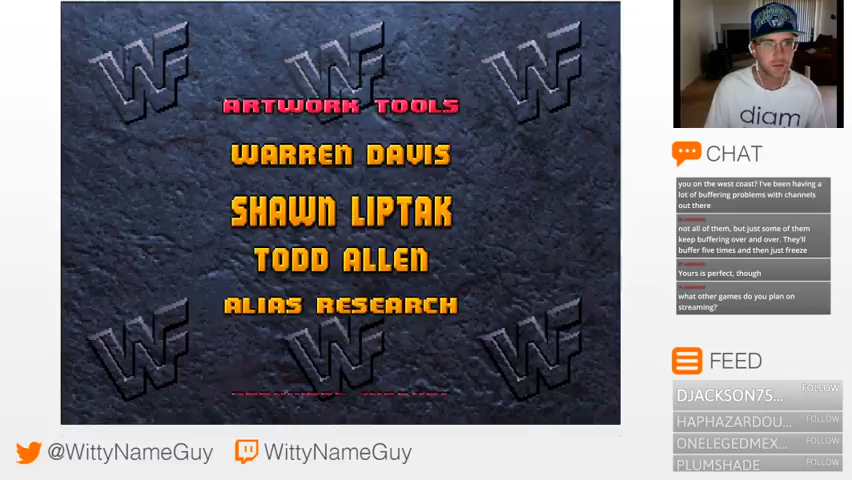 ARTWORK TOOLS
WARREN DAVIS
SHAWN LIPTAK
TODD ALLEN
ALIAS RESEARCH
@WittyNameGuy
WittyNameGuy
diam
CHAT
you on the west coast? I've been having a
lot of buffering problems with channels
out there
not all of them, but just some of them
keep buffering over and over. They'll
buffer five times and then just freeze
Yours is perfect, though
what other games do you plan on
streaming?
FEED
DJACKSON75... FOLLOW
HAPHAZARDOU... FOLLOW
ONELEGEDMEX... FOLLOW
PLUMSHADE FOLLOW